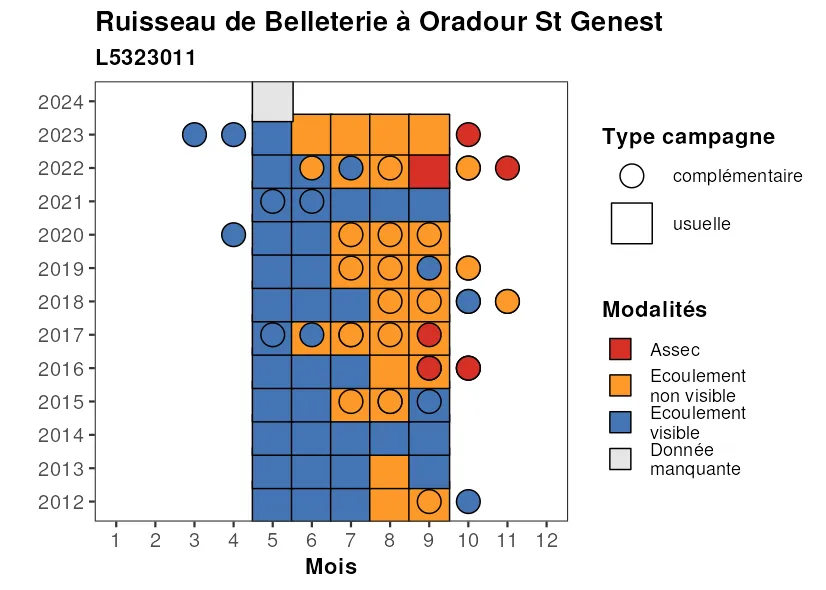 Ruisseau de Belleterie à Oradour St Genest
L5323011
2024
2023
2022
2021
2020
2019
2018
2017
2016
2015
2014
2013
2012
1 2 3 4 5 6 7 8 9 10 11 12
Mois
Type campagne
complémentaire
usuelle
Modalités
Assec
Ecoulement
non visible
Ecoulement
visible
Donnée
manquante